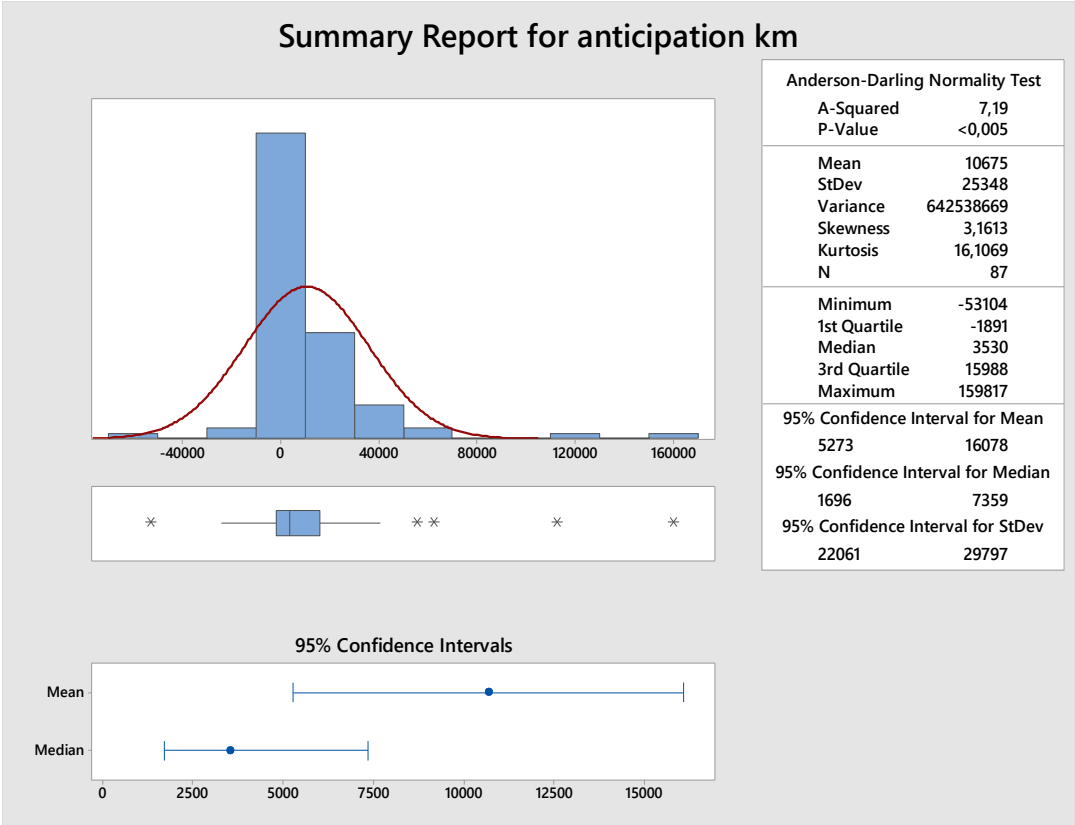 Summary Report for anticipation km
-40000 0 40000 80000 120000 160000
95% Confidence Intervals
Mean
Median
0 2500 5000 7500 10000 12500 15000
Anderson-Darling Normality Test
A-Squared 7,19
P-Value <0,005
Mean 10675
StDev 25348
Variance 642538669
Skewness 3,1613
Kurtosis 16,1069
N 87
Minimum -53104
1st Quartile -1891
Median 3530
3rd Quartile 15988
Maximum 159817
95% Confidence Interval for Mean
5273 16078
95% Confidence Interval for Median
1696 7359
95% Confidence Interval for StDev
22061 29797